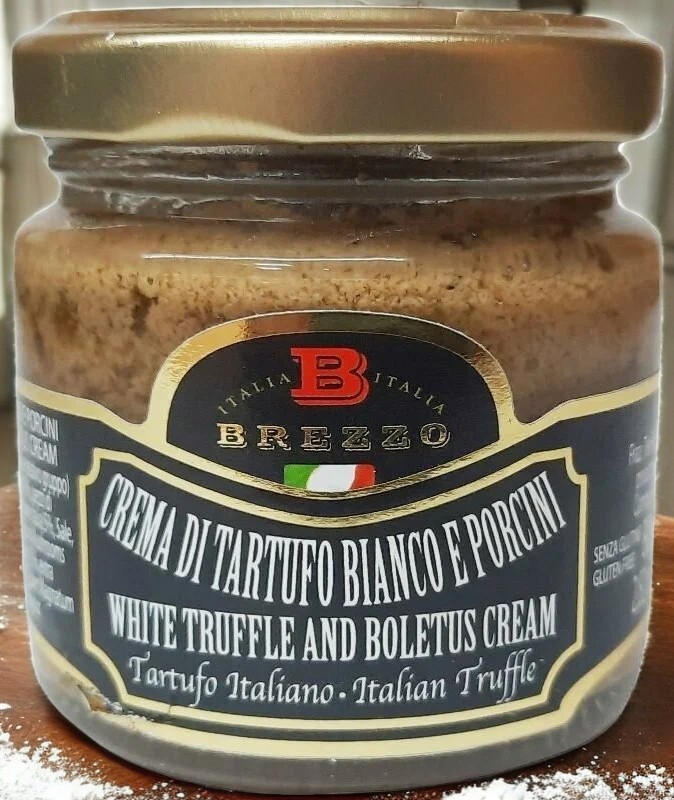 B
ITALIA ITALIA
BREZZO
CREMA DI TARTUFO BIANCO E PORCINI
WHITE TRUFFLE AND BOLETUS CREAM
Tartufo Italiano · Italian Truffle
PORCINI
CREAM
gruppo)
Sale,
SENZA
GLUTEN FREE